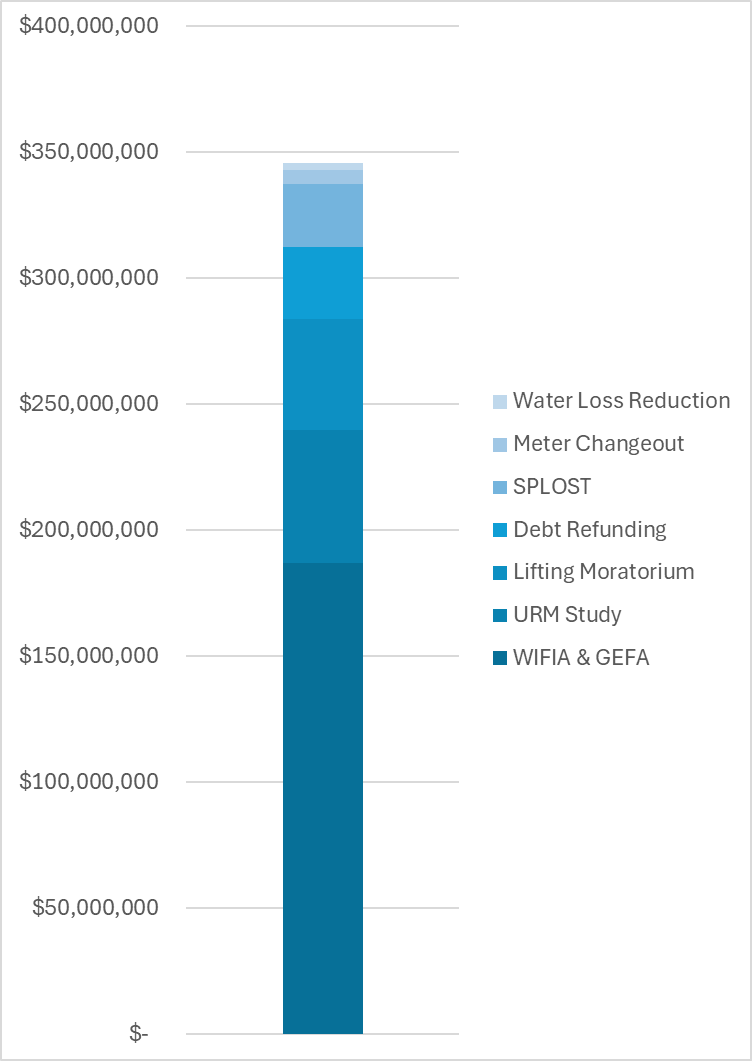 $400,000,000
$350,000,000
$300,000,000
$250,000,000
$200,000,000
$150,000,000
$100,000,000
$50,000,000
$-
Water Loss Reduction
Meter Changeout
SPLOST
Debt Refunding
Lifting Moratorium
URM Study
WIFIA & GEFA